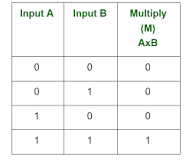 Input A Input B Multiply
(M)
AxB
0 0 0
0 1 0
1 0 0
1 1 1